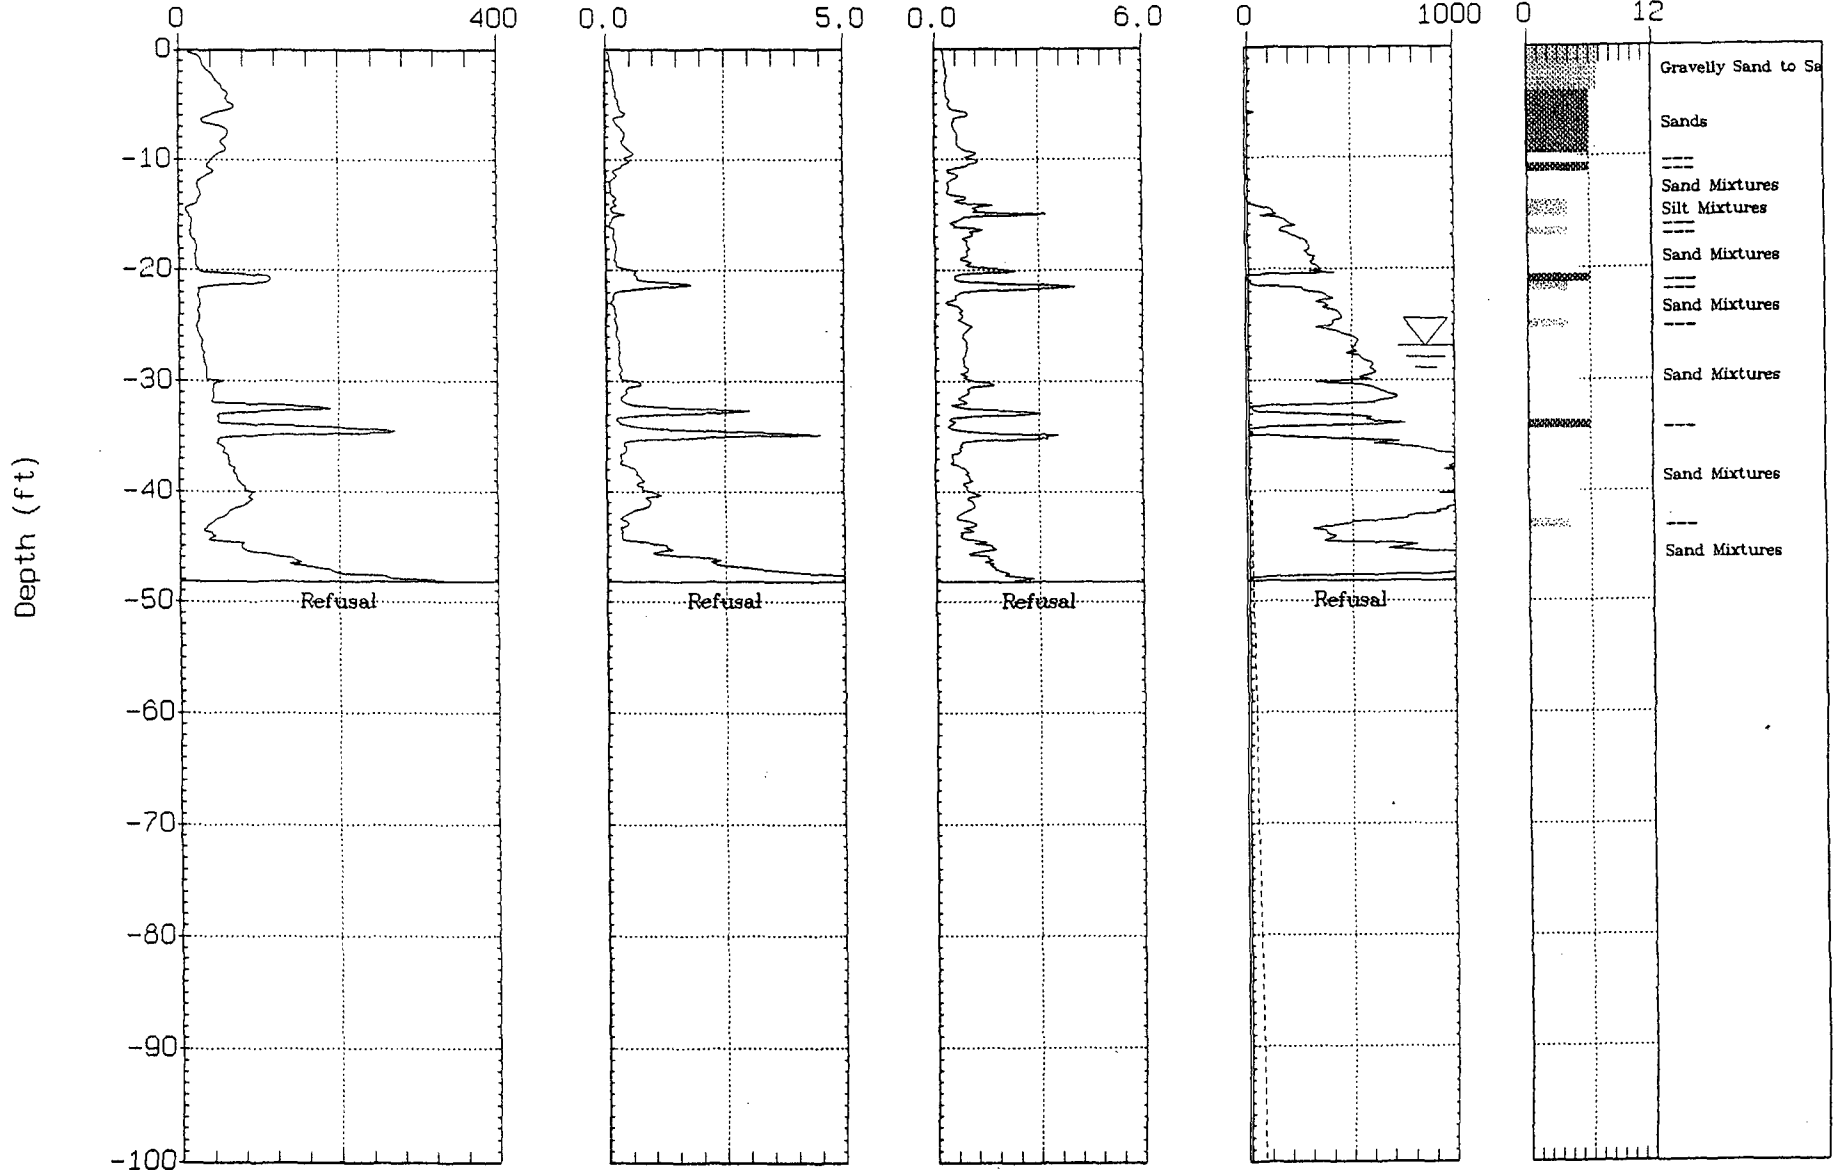 0 400 0.0 5.0 0.0 6.0 0 1000 0 12
0
Gravelly Sand to Sa
Sands
-10
---
---
Sand Mixtures
Silt Mixtures
---
---
Sand Mixtures
-20
---
---
Sand Mixtures
---
-30
Sand Mixtures
---
Depth (ft)
Sand Mixtures
-40
---
Sand Mixtures
-50
Refusal Refusal Refusal Refusal
-60
-70
-80
-90
-100